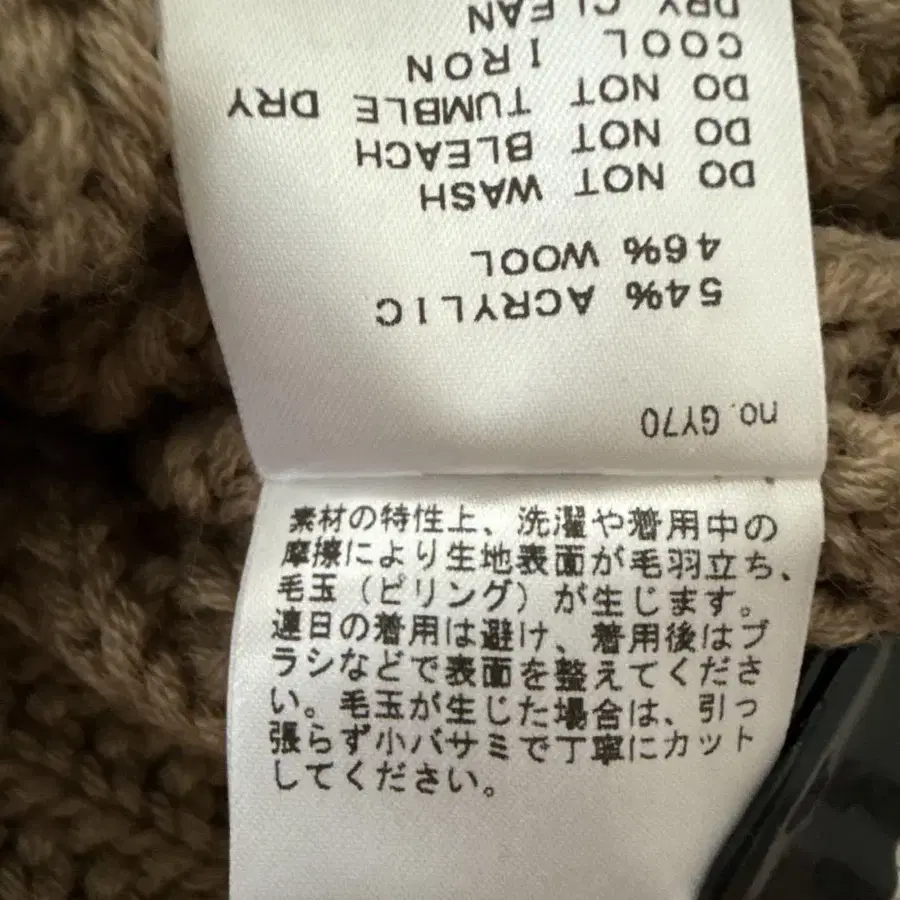 no. GY70
54% ACRYLIC
46% WOOL
DO NOT WASH
DO NOT BLEACH
DO NOT TUMBLE DRY
COOL IRON
DRY CLEAN
素材の特性上、洗濯や着用中の
摩擦により生地表面が毛羽立ち、
毛玉（ピリング）が生じます。
連日の着用は避け、着用後はブ
ラシなどで表面を整えてくださ
い。毛玉が生じた場合は、引っ
張らず小バサミで丁寧にカット
してください。